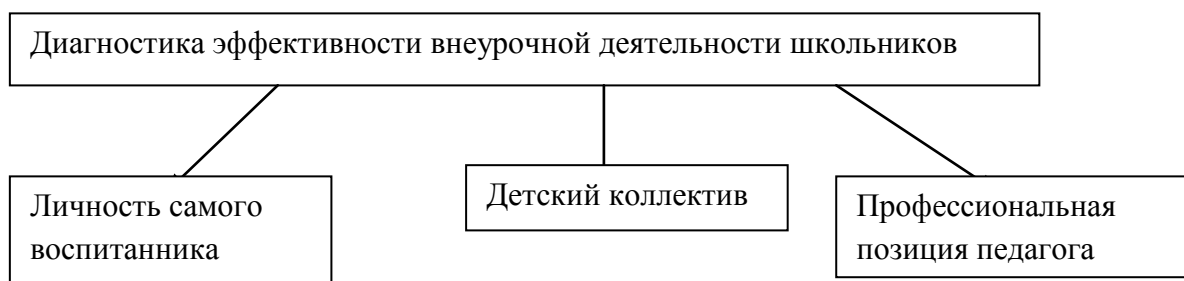 Диагностика эффективности внеурочной деятельности школьников
Личность самого
воспитанника
Детский коллектив
Профессиональная
позиция педагога